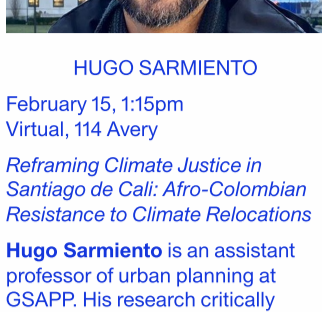 HUGO SARMIENTO
February 15, 1:15pm
Virtual, 114 Avery
Reframing Climate Justice in
Santiago de Cali: Afro-Colombian
Resistance to Climate Relocations
Hugo Sarmiento is an assistant
professor of urban planning at
GSAPP. His research critically